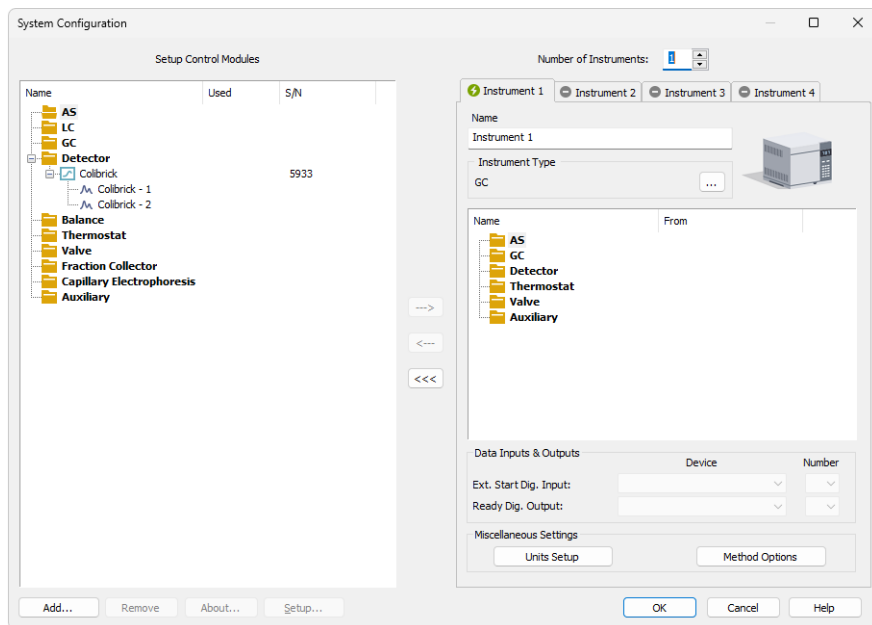 System Configuration
Setup Control Modules
Number of Instruments: 1
Name Used S/N
AS
LC
GC
Detector
Colibrick 5933
Colibrick - 1
Colibrick - 2
Balance
Thermostat
Valve
Fraction Collector
Capillary Electrophoresis
Auxiliary
--->
<---
<<<
Instrument 1 Instrument 2 Instrument 3 Instrument 4
Name
Instrument 1
Instrument Type
GC ...
Name From
AS
GC
Detector
Thermostat
Valve
Auxiliary
Data Inputs & Outputs
Device Number
Ext. Start Dig. Input:
Ready Dig. Output:
Miscellaneous Settings
Units Setup Method Options
Add... Remove About... Setup... OK Cancel Help